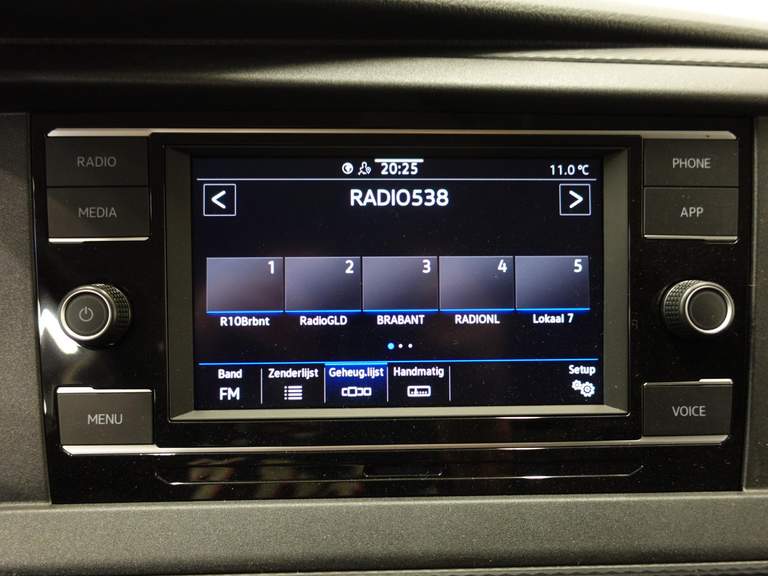 RADIO
MEDIA
MENU
20:25
11.0 °C
<
RADIO538
>
1
2
3
4
5
R10Brbnt
RadioGLD
BRABANT
RADIONL
Lokaal 7
Band
FM
Zenderlijst
Geheug.lijst
Handmatig
Setup
PHONE
APP
VOICE